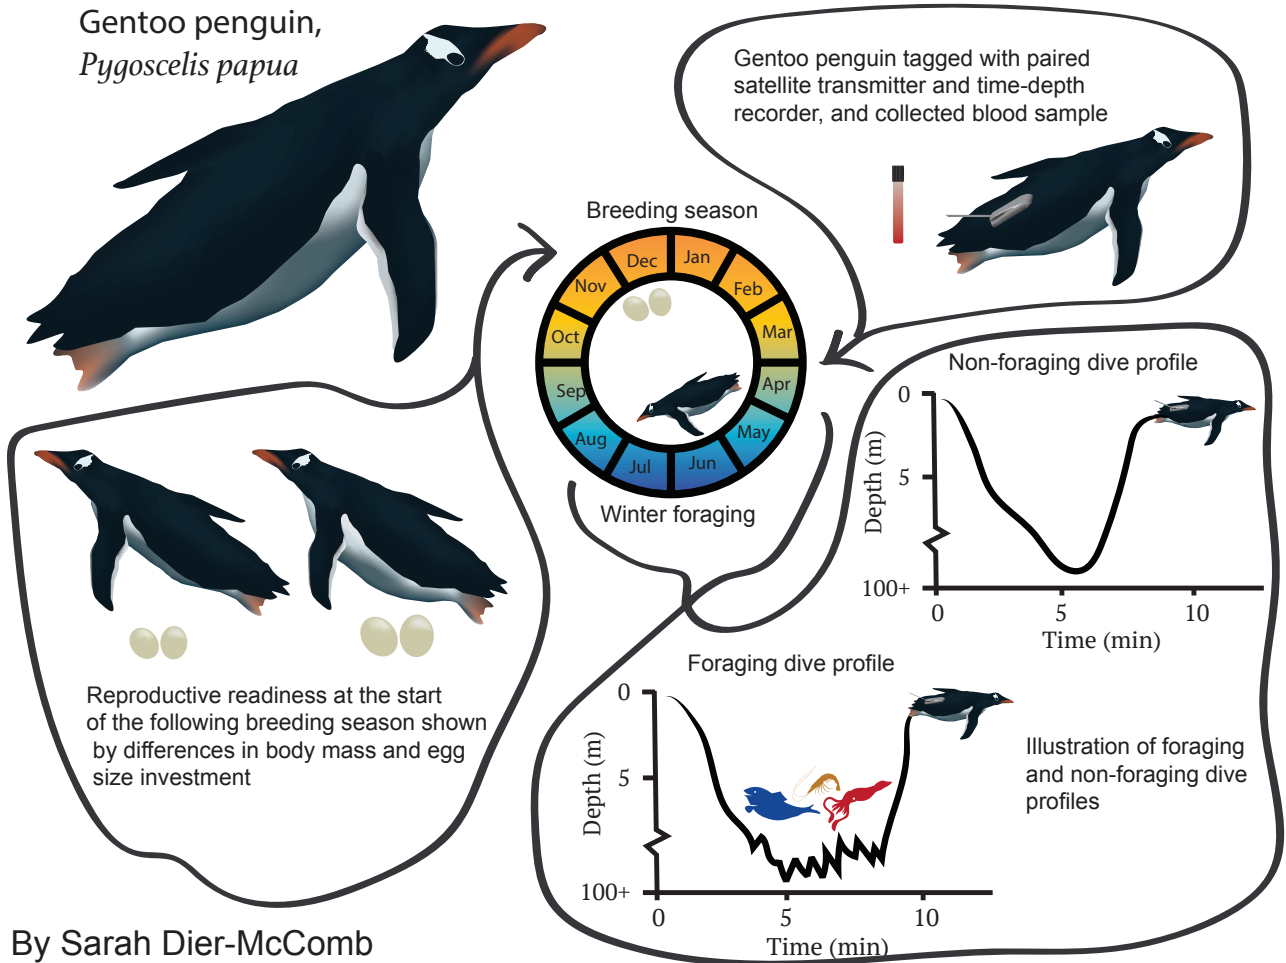 Gentoo penguin,
Pygoscelis papua
Gentoo penguin tagged with paired
satellite transmitter and time-depth
recorder, and collected blood sample
Breeding season
Jan
Feb
Mar
Apr
May
Jun
Jul
Aug
Sep
Oct
Nov
Dec
Winter foraging
Non-foraging dive profile
Depth (m)
0
5
100+
0
5
10
Time (min)
Foraging dive profile
Depth (m)
0
5
100+
0
5
10
Time (min)
Illustration of foraging
and non-foraging dive
profiles
Reproductive readiness at the start
of the following breeding season shown
by differences in body mass and egg
size investment
By Sarah Dier-McComb